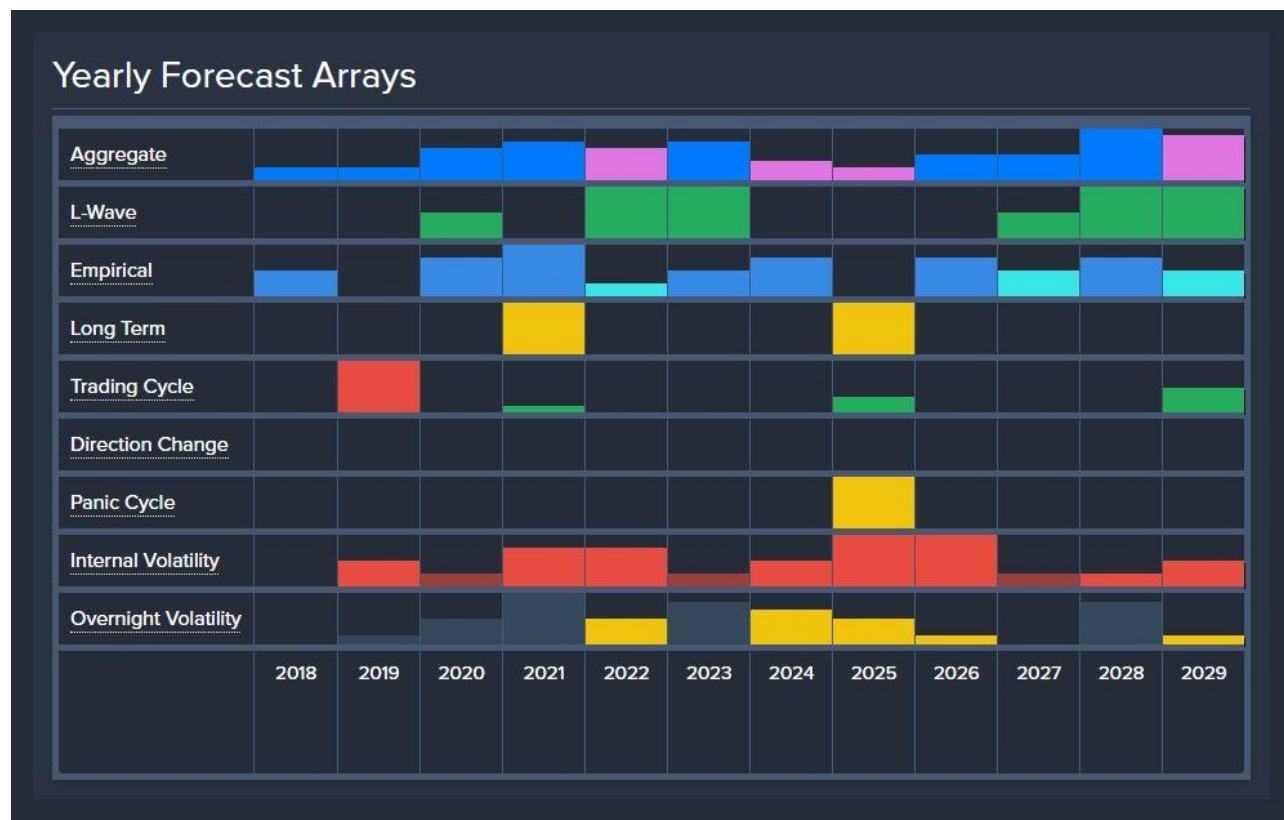 Yearly Forecast Arrays
Aggregate
L-Wave
Empirical
Long Term
Trading Cycle
Direction Change
Panic Cycle
Internal Volatility
Overnight Volatility
2018 2019 2020 2021 2022 2023 2024 2025 2026 2027 2028 2029